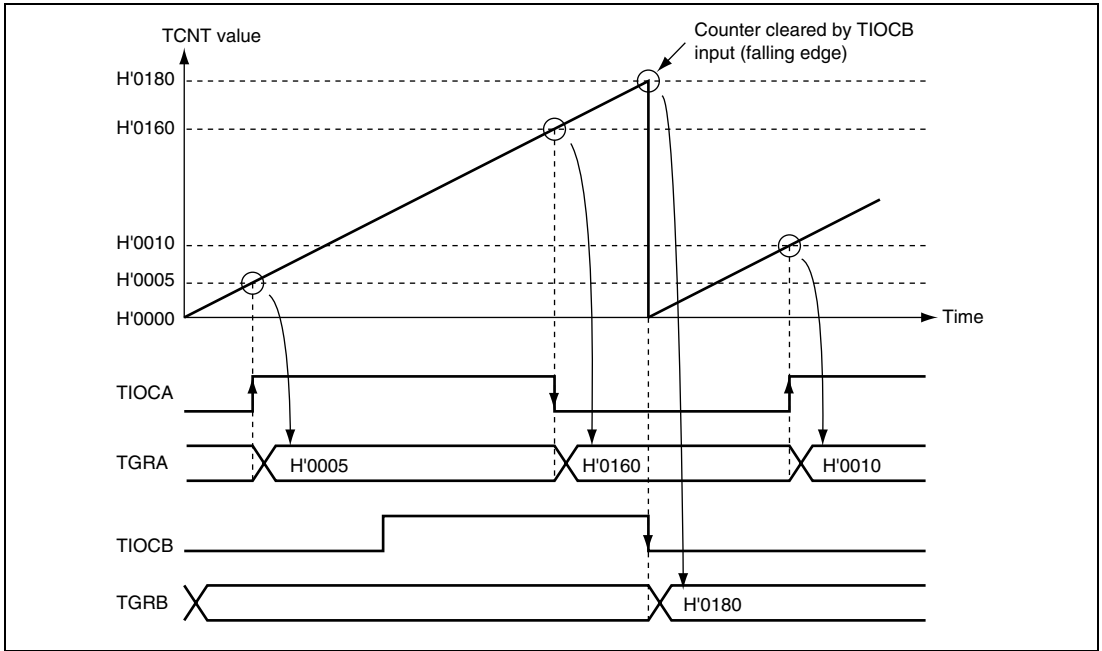 Counter cleared by TIOCB
input (falling edge)
TCNT value
H'0180
H'0160
H'0010
H'0005
H'0000
Time
TIOCA
TGRA
H'0005
H'0160
H'0010
TIOCB
TGRB
H'0180